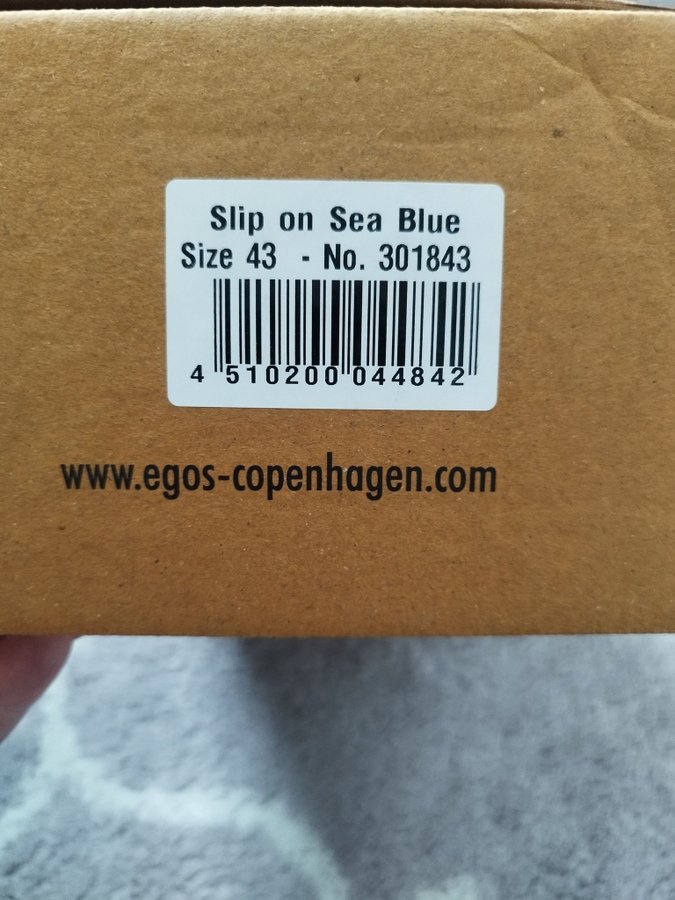 Slip on Sea Blue
Size 43 - No. 301843
4 510200 044842
www.egos-copenhagen.com